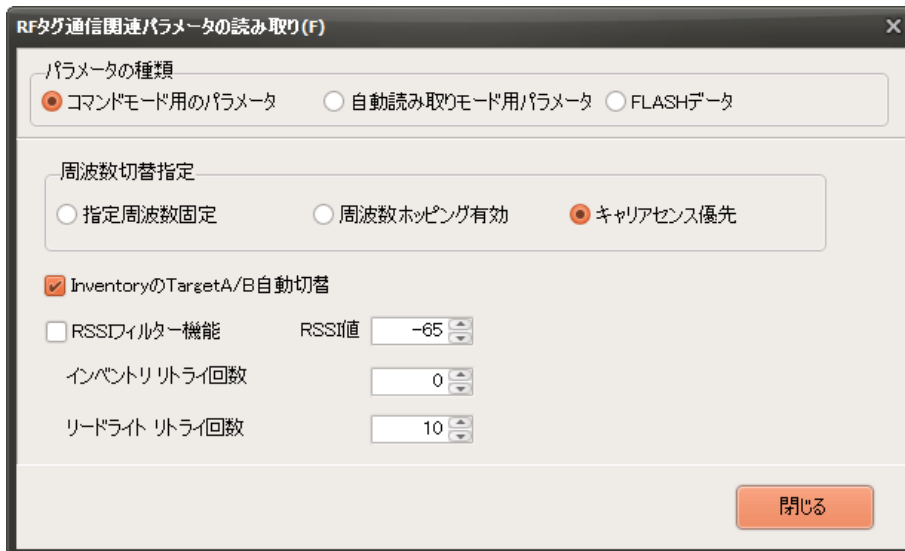 RFタグ通信関連パラメータの読み取り(F)
パラメータの種類
コマンドモード用のパラメータ 自動読み取りモード用パラメータ FLASHデータ
周波数切替指定
指定周波数固定 周波数ホッピング有効 キャリアセンス優先
InventoryのTargetA/B自動切替
RSSIフィルター機能 RSSI値 -65
インベントリ リトライ回数 0
リードライト リトライ回数 10
閉じる